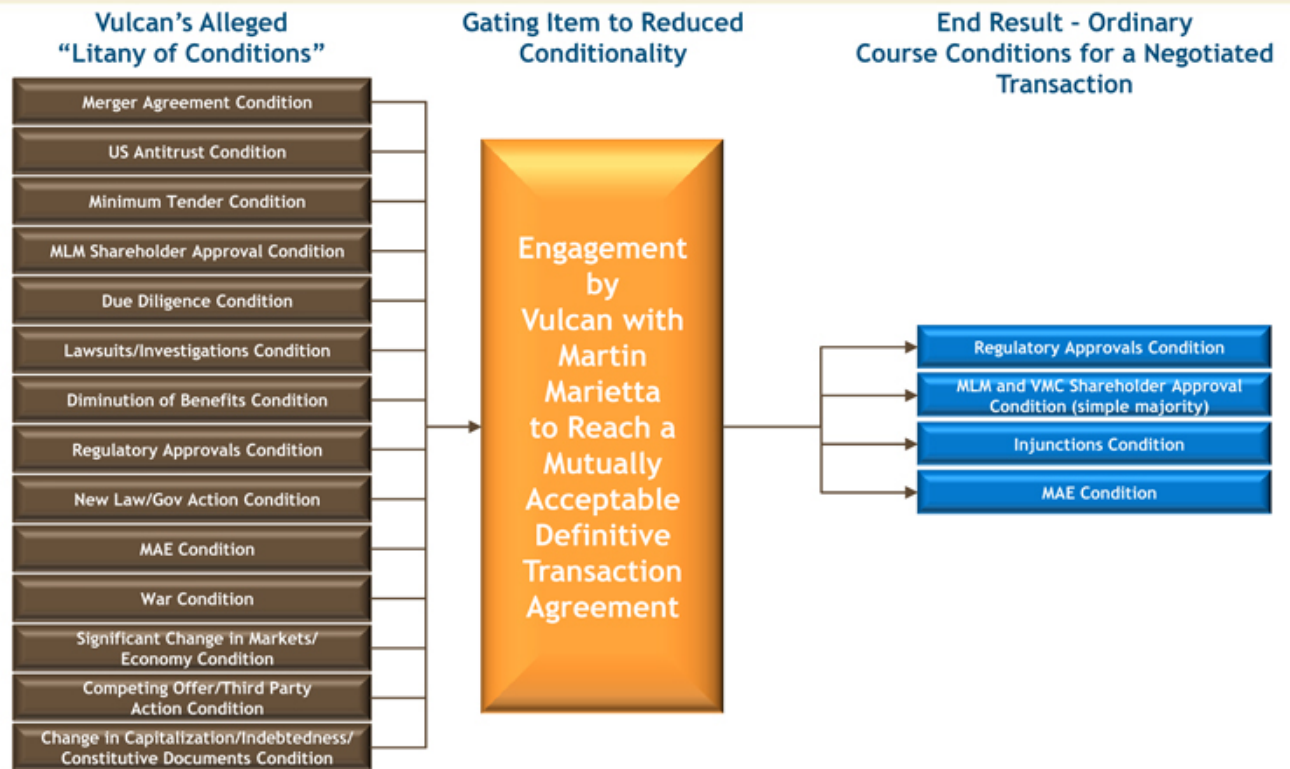 Vulcan's Alleged
"Litany of Conditions"
Merger Agreement Condition
US Antitrust Condition
Minimum Tender Condition
MLM Shareholder Approval Condition
Due Diligence Condition
Lawsuits/Investigations Condition
Diminution of Benefits Condition
Regulatory Approvals Condition
New Law/Gov Action Condition
MAE Condition
War Condition
Significant Change in Markets/
Economy Condition
Competing Offer/Third Party
Action Condition
Change in Capitalization/Indebtedness/
Constitutive Documents Condition
Gating Item to Reduced
Conditionality
Engagement
by
Vulcan with
Martin
Marietta
to Reach a
Mutually
Acceptable
Definitive
Transaction
Agreement
End Result - Ordinary
Course Conditions for a Negotiated
Transaction
Regulatory Approvals Condition
MLM and VMC Shareholder Approval
Condition (simple majority)
Injunctions Condition
MAE Condition